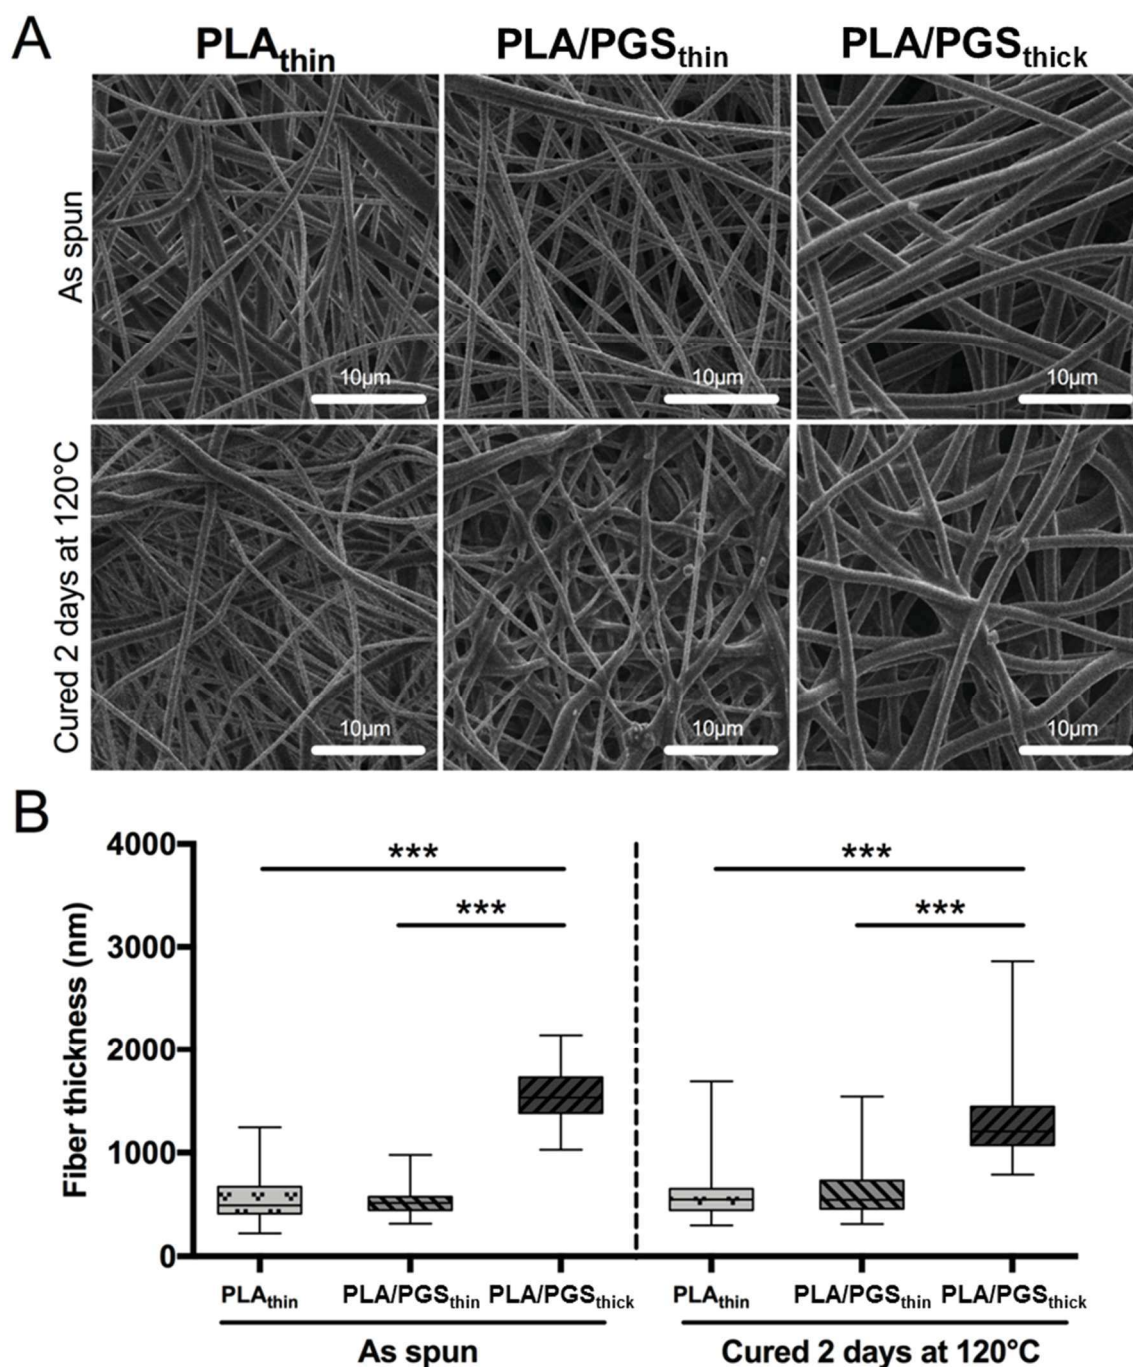 A
PLAthin PLA/PGSthin PLA/PGSthick
As spun
10µm 10µm 10µm
Cured 2 days at 120°C
10µm 10µm 10µm
B
Fiber thickness (nm)
4000
3000
2000
1000
0
*** ***
*** ***
PLAthin PLA/PGSthin PLA/PGSthick PLAthin PLA/PGSthin PLA/PGSthick
As spun Cured 2 days at 120°C